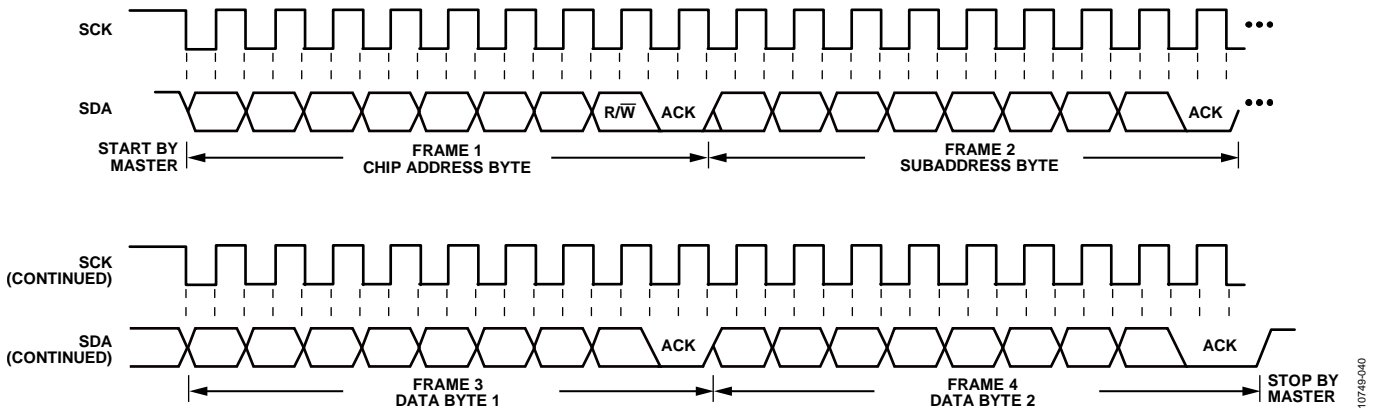 SCK
SDA
R/W̅
ACK
ACK
START BY
MASTER
FRAME 1
CHIP ADDRESS BYTE
FRAME 2
SUBADDRESS BYTE
SCK
(CONTINUED)
SDA
(CONTINUED)
ACK
ACK
FRAME 3
DATA BYTE 1
FRAME 4
DATA BYTE 2
STOP BY
MASTER
10749-040